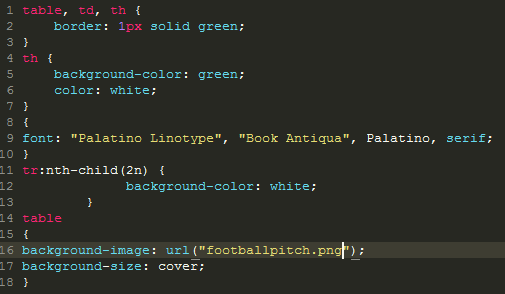 1 table, td, th {
2     border: 1px solid green;
3 }
4 th {
5     background-color: green;
6     color: white;
7 }
8 {
9 font: "Palatino Linotype", "Book Antiqua", Palatino, serif;
10 }
11 tr:nth-child(2n) {
12              background-color: white;
13         }
14 table
15 {
16 background-image: url("footballpitch.png");
17 background-size: cover;
18 }